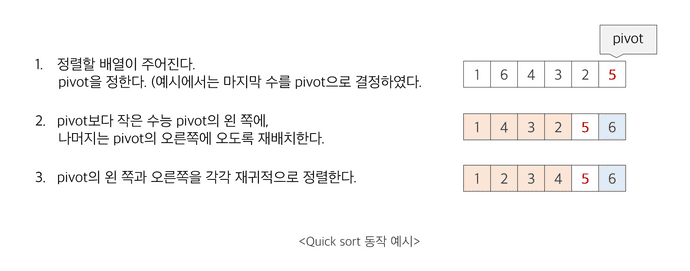 pivot
1. 정렬할 배열이 주어진다.
pivot을 정한다. (예시에서는 마지막 수를 pivot으로 결정하였다.
1 6 4 3 2 5
2. pivot보다 작은 수능 pivot의 왼 쪽에,
나머지는 pivot의 오른쪽에 오도록 재배치한다.
1 4 3 2 5 6
3. pivot의 왼 쪽과 오른쪽을 각각 재귀적으로 정렬한다.
1 2 3 4 5 6
<Quick sort 동작 예시>